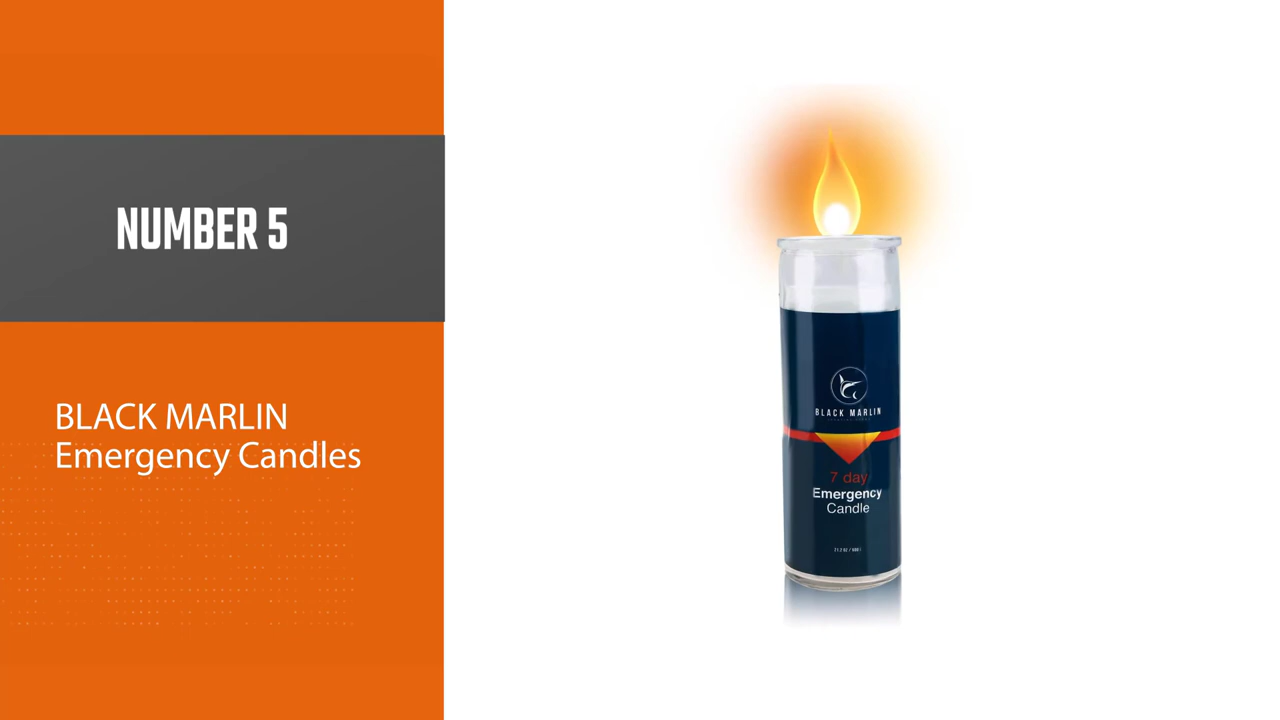 NUMBER 5
BLACK MARLIN
Emergency Candles
BLACK MARLIN
7 day
Emergency
Candle